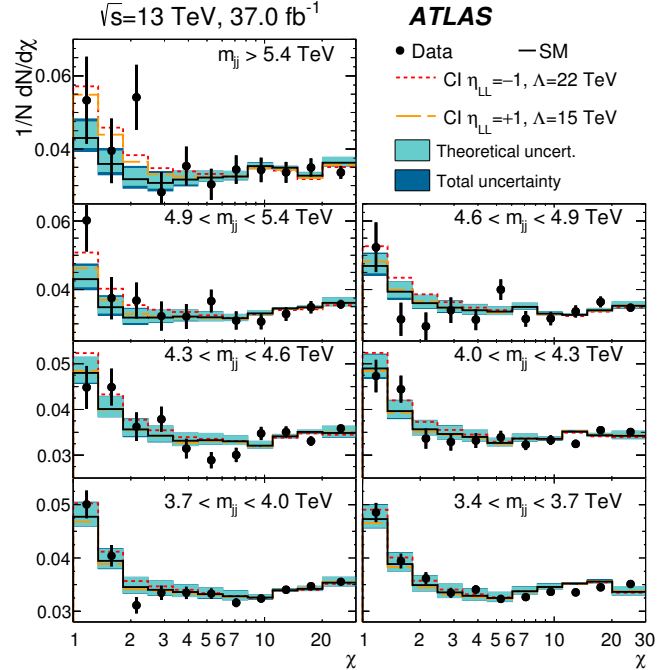 √s=13 TeV, 37.0 fb⁻¹
ATLAS
Data
SM
CI η_LL=−1, Λ=22 TeV
CI η_LL=+1, Λ=15 TeV
Theoretical uncert.
Total uncertainty
1/N dN/dχ
m_jj > 5.4 TeV
0.06
0.04
4.9 < m_jj < 5.4 TeV
0.06
0.04
4.6 < m_jj < 4.9 TeV
4.3 < m_jj < 4.6 TeV
0.05
0.04
0.03
4.0 < m_jj < 4.3 TeV
3.7 < m_jj < 4.0 TeV
0.05
0.04
0.03
3.4 < m_jj < 3.7 TeV
1 2 3 4 5 6 7 10 20
χ
1 2 3 4 5 6 7 10 20 30
χ